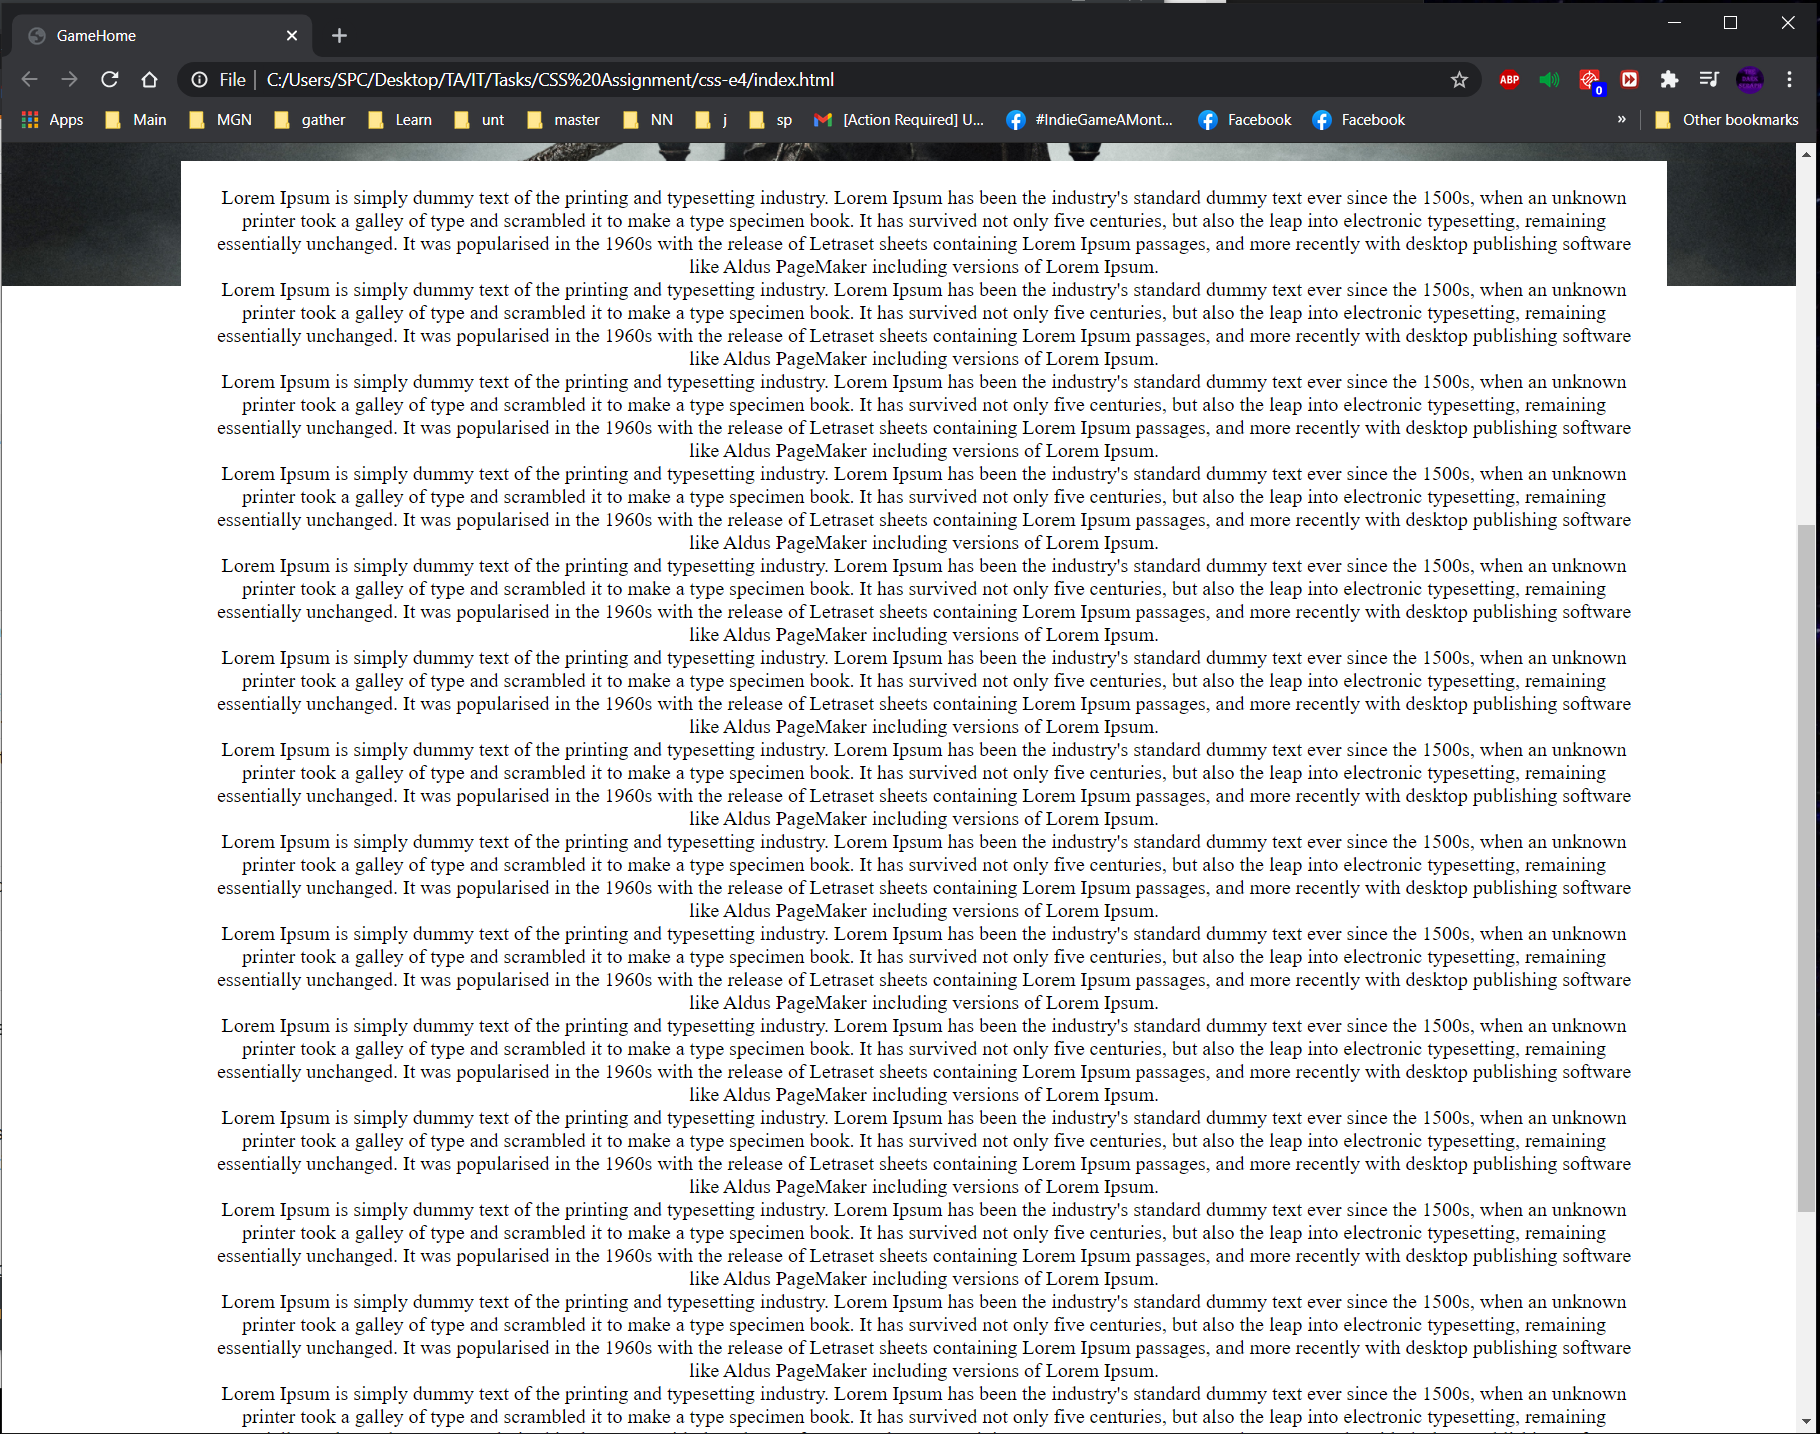 GameHome
File
C:/Users/SPC/Desktop/TA/IT/Tasks/CSS%20Assignment/css-e4/index.html
ABP
0
Apps Main MGN gather Learn unt master NN j sp [Action Required] U... #IndieGameAMont... Facebook Facebook » Other bookmarks
Lorem Ipsum is simply dummy text of the printing and typesetting industry. Lorem Ipsum has been the industry's standard dummy text ever since the 1500s, when an unknown
printer took a galley of type and scrambled it to make a type specimen book. It has survived not only five centuries, but also the leap into electronic typesetting, remaining
essentially unchanged. It was popularised in the 1960s with the release of Letraset sheets containing Lorem Ipsum passages, and more recently with desktop publishing software
like Aldus PageMaker including versions of Lorem Ipsum.
Lorem Ipsum is simply dummy text of the printing and typesetting industry. Lorem Ipsum has been the industry's standard dummy text ever since the 1500s, when an unknown
printer took a galley of type and scrambled it to make a type specimen book. It has survived not only five centuries, but also the leap into electronic typesetting, remaining
essentially unchanged. It was popularised in the 1960s with the release of Letraset sheets containing Lorem Ipsum passages, and more recently with desktop publishing software
like Aldus PageMaker including versions of Lorem Ipsum.
Lorem Ipsum is simply dummy text of the printing and typesetting industry. Lorem Ipsum has been the industry's standard dummy text ever since the 1500s, when an unknown
printer took a galley of type and scrambled it to make a type specimen book. It has survived not only five centuries, but also the leap into electronic typesetting, remaining
essentially unchanged. It was popularised in the 1960s with the release of Letraset sheets containing Lorem Ipsum passages, and more recently with desktop publishing software
like Aldus PageMaker including versions of Lorem Ipsum.
Lorem Ipsum is simply dummy text of the printing and typesetting industry. Lorem Ipsum has been the industry's standard dummy text ever since the 1500s, when an unknown
printer took a galley of type and scrambled it to make a type specimen book. It has survived not only five centuries, but also the leap into electronic typesetting, remaining
essentially unchanged. It was popularised in the 1960s with the release of Letraset sheets containing Lorem Ipsum passages, and more recently with desktop publishing software
like Aldus PageMaker including versions of Lorem Ipsum.
Lorem Ipsum is simply dummy text of the printing and typesetting industry. Lorem Ipsum has been the industry's standard dummy text ever since the 1500s, when an unknown
printer took a galley of type and scrambled it to make a type specimen book. It has survived not only five centuries, but also the leap into electronic typesetting, remaining
essentially unchanged. It was popularised in the 1960s with the release of Letraset sheets containing Lorem Ipsum passages, and more recently with desktop publishing software
like Aldus PageMaker including versions of Lorem Ipsum.
Lorem Ipsum is simply dummy text of the printing and typesetting industry. Lorem Ipsum has been the industry's standard dummy text ever since the 1500s, when an unknown
printer took a galley of type and scrambled it to make a type specimen book. It has survived not only five centuries, but also the leap into electronic typesetting, remaining
essentially unchanged. It was popularised in the 1960s with the release of Letraset sheets containing Lorem Ipsum passages, and more recently with desktop publishing software
like Aldus PageMaker including versions of Lorem Ipsum.
Lorem Ipsum is simply dummy text of the printing and typesetting industry. Lorem Ipsum has been the industry's standard dummy text ever since the 1500s, when an unknown
printer took a galley of type and scrambled it to make a type specimen book. It has survived not only five centuries, but also the leap into electronic typesetting, remaining
essentially unchanged. It was popularised in the 1960s with the release of Letraset sheets containing Lorem Ipsum passages, and more recently with desktop publishing software
like Aldus PageMaker including versions of Lorem Ipsum.
Lorem Ipsum is simply dummy text of the printing and typesetting industry. Lorem Ipsum has been the industry's standard dummy text ever since the 1500s, when an unknown
printer took a galley of type and scrambled it to make a type specimen book. It has survived not only five centuries, but also the leap into electronic typesetting, remaining
essentially unchanged. It was popularised in the 1960s with the release of Letraset sheets containing Lorem Ipsum passages, and more recently with desktop publishing software
like Aldus PageMaker including versions of Lorem Ipsum.
Lorem Ipsum is simply dummy text of the printing and typesetting industry. Lorem Ipsum has been the industry's standard dummy text ever since the 1500s, when an unknown
printer took a galley of type and scrambled it to make a type specimen book. It has survived not only five centuries, but also the leap into electronic typesetting, remaining
essentially unchanged. It was popularised in the 1960s with the release of Letraset sheets containing Lorem Ipsum passages, and more recently with desktop publishing software
like Aldus PageMaker including versions of Lorem Ipsum.
Lorem Ipsum is simply dummy text of the printing and typesetting industry. Lorem Ipsum has been the industry's standard dummy text ever since the 1500s, when an unknown
printer took a galley of type and scrambled it to make a type specimen book. It has survived not only five centuries, but also the leap into electronic typesetting, remaining
essentially unchanged. It was popularised in the 1960s with the release of Letraset sheets containing Lorem Ipsum passages, and more recently with desktop publishing software
like Aldus PageMaker including versions of Lorem Ipsum.
Lorem Ipsum is simply dummy text of the printing and typesetting industry. Lorem Ipsum has been the industry's standard dummy text ever since the 1500s, when an unknown
printer took a galley of type and scrambled it to make a type specimen book. It has survived not only five centuries, but also the leap into electronic typesetting, remaining
essentially unchanged. It was popularised in the 1960s with the release of Letraset sheets containing Lorem Ipsum passages, and more recently with desktop publishing software
like Aldus PageMaker including versions of Lorem Ipsum.
Lorem Ipsum is simply dummy text of the printing and typesetting industry. Lorem Ipsum has been the industry's standard dummy text ever since the 1500s, when an unknown
printer took a galley of type and scrambled it to make a type specimen book. It has survived not only five centuries, but also the leap into electronic typesetting, remaining
essentially unchanged. It was popularised in the 1960s with the release of Letraset sheets containing Lorem Ipsum passages, and more recently with desktop publishing software
like Aldus PageMaker including versions of Lorem Ipsum.
Lorem Ipsum is simply dummy text of the printing and typesetting industry. Lorem Ipsum has been the industry's standard dummy text ever since the 1500s, when an unknown
printer took a galley of type and scrambled it to make a type specimen book. It has survived not only five centuries, but also the leap into electronic typesetting, remaining
essentially unchanged. It was popularised in the 1960s with the release of Letraset sheets containing Lorem Ipsum passages, and more recently with desktop publishing software
like Aldus PageMaker including versions of Lorem Ipsum.
Lorem Ipsum is simply dummy text of the printing and typesetting industry. Lorem Ipsum has been the industry's standard dummy text ever since the 1500s, when an unknown
printer took a galley of type and scrambled it to make a type specimen book. It has survived not only five centuries, but also the leap into electronic typesetting, remaining